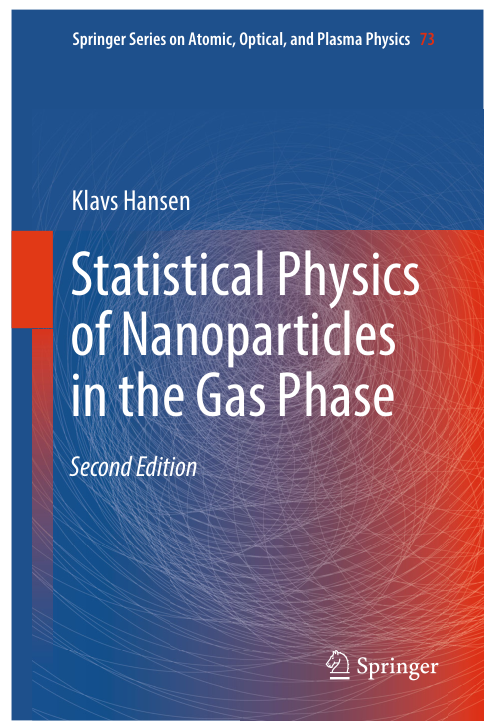 Springer Series on Atomic, Optical, and Plasma Physics 73
Klavs Hansen
Statistical Physics
of Nanoparticles
in the Gas Phase
Second Edition
Springer